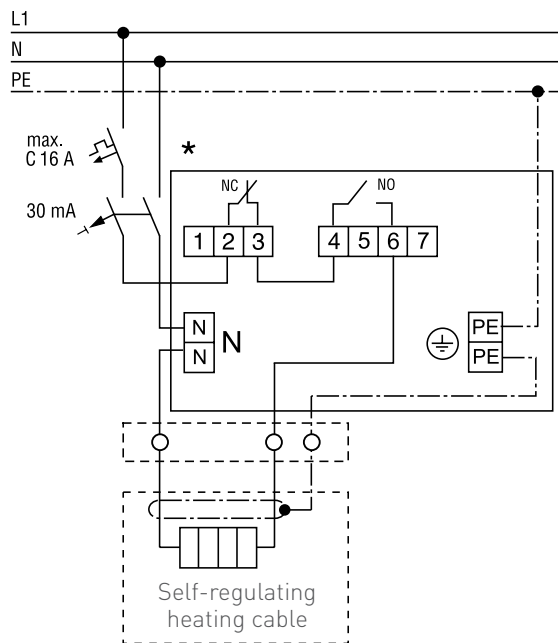 L1
N
PE
max.
C 16 A
*
30 mA
NC
NO
1 2 3
4 5 6 7
N
N
N
PE
PE
Self-regulating
heating cable